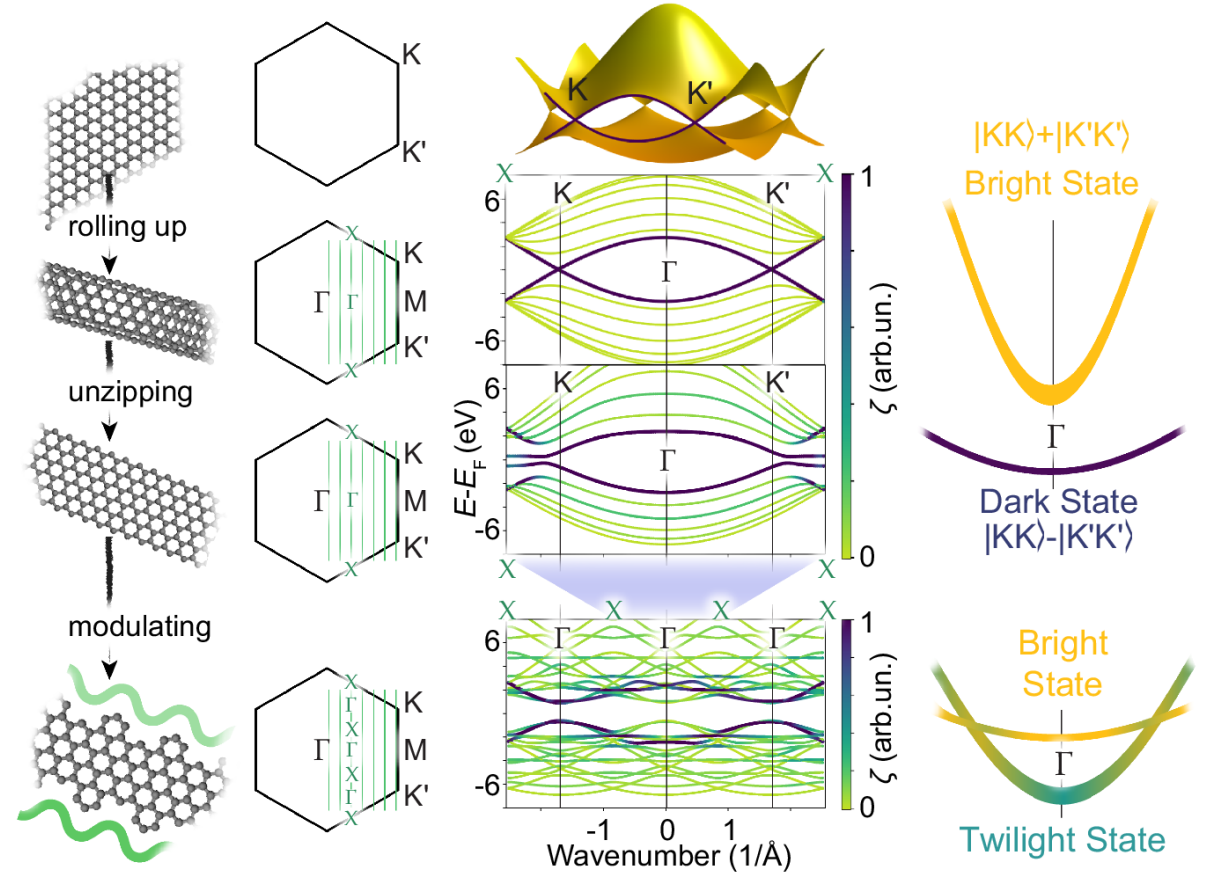 K
K'
K
K'
|KK⟩+|K'K'⟩
Bright State
rolling up
X
Γ
Γ
K
M
K'
X
X
X
K
K'
6
Γ
-6
1
ζ (arb.un.)
0
unzipping
X
Γ
Γ
K
M
K'
X
K
K'
6
Γ
-6
E-E_F (eV)
X
X
Γ
Dark State
|KK⟩-|K'K'⟩
modulating
X
Γ
X
Γ
X
Γ
X
Γ
K
M
K'
X
X
Γ
Γ
Γ
6
-6
-1
0
1
Wavenumber (1/Å)
1
ζ (arb.un.)
0
Bright
State
Γ
Twilight State